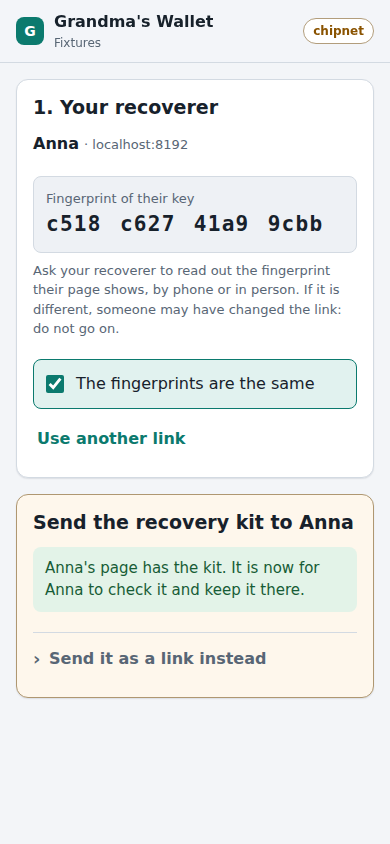 G
Grandma's Wallet
Fixtures
chipnet
1. Your recoverer
Anna · localhost:8192
Fingerprint of their key
c518 c627 41a9 9cbb
Ask your recoverer to read out the fingerprint
their page shows, by phone or in person. If it is
different, someone may have changed the link:
do not go on.
The fingerprints are the same
Use another link
Send the recovery kit to Anna
Anna's page has the kit. It is now for
Anna to check it and keep it there.
› Send it as a link instead